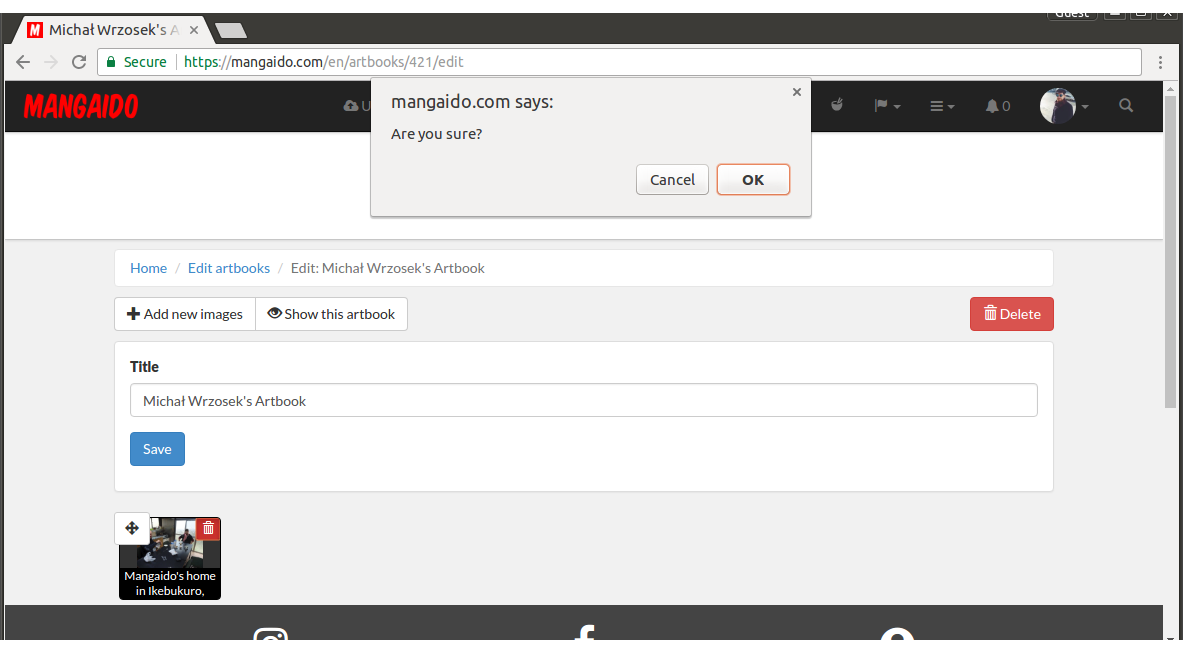 Guest
Michał Wrzosek's A
Secure https://mangaido.com/en/artbooks/421/edit
MANGAIDO
U
0
mangaido.com says:
Are you sure?
Cancel OK
Home / Edit artbooks / Edit: Michał Wrzosek's Artbook
Add new images Show this artbook Delete
Title
Michał Wrzosek's Artbook
Save
Mangaido's home
in Ikebukuro,